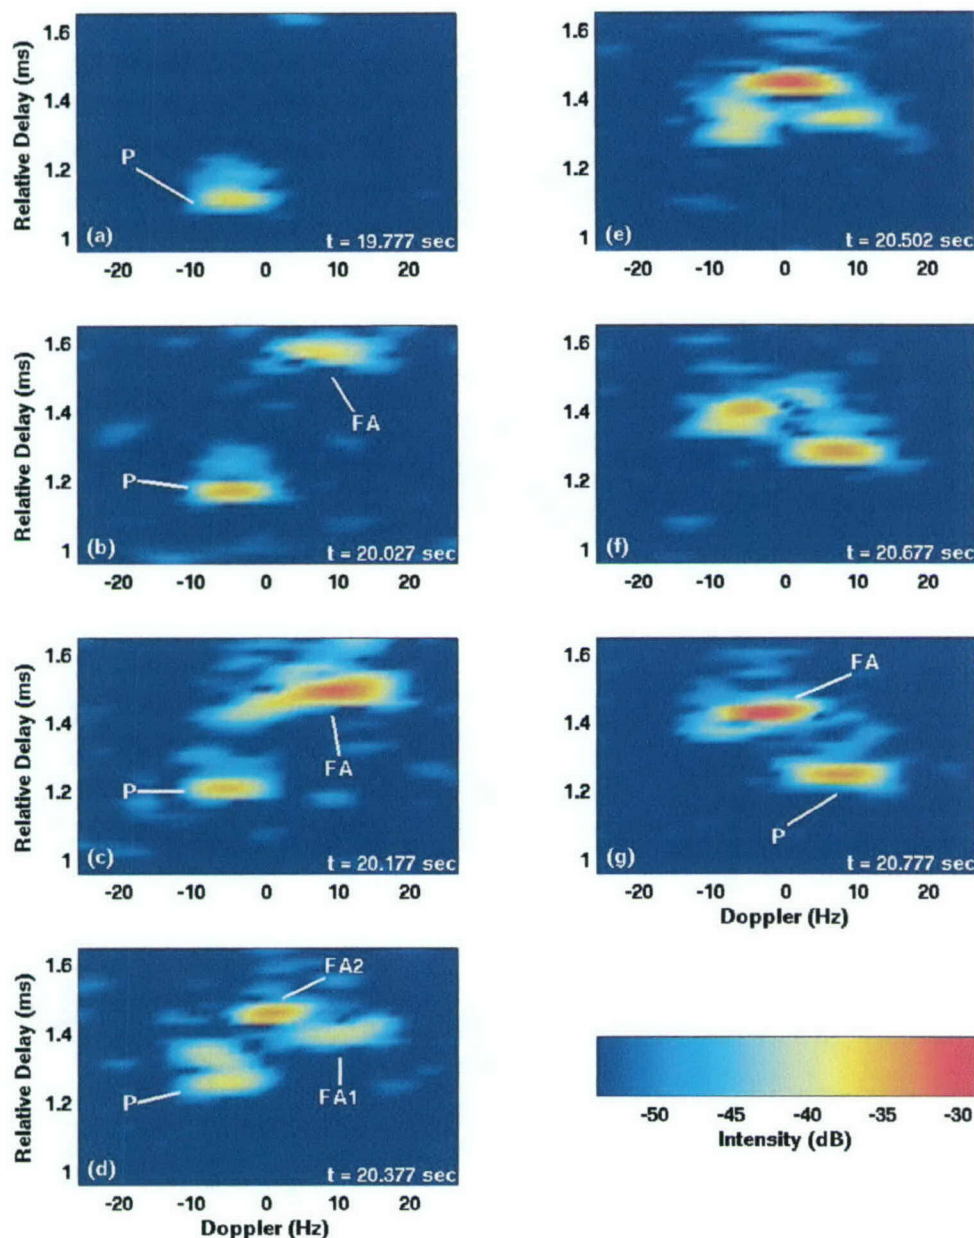 Relative Delay (ms)
1.6
1.4
1.2
1
P
(a)
t = 19.777 sec
-20 -10 0 10 20
Relative Delay (ms)
1.6
1.4
1.2
1
FA
P
(b)
t = 20.027 sec
-20 -10 0 10 20
Relative Delay (ms)
1.6
1.4
1.2
1
FA
P
(c)
t = 20.177 sec
-20 -10 0 10 20
Relative Delay (ms)
1.6
1.4
1.2
1
FA2
P
FA1
(d)
t = 20.377 sec
-20 -10 0 10 20
Doppler (Hz)
1.6
1.4
1.2
1
(e)
t = 20.502 sec
-20 -10 0 10 20
1.6
1.4
1.2
1
(f)
t = 20.677 sec
-20 -10 0 10 20
1.6
1.4
1.2
1
FA
P
(g)
t = 20.777 sec
-20 -10 0 10 20
Doppler (Hz)
-50 -45 -40 -35 -30
Intensity (dB)